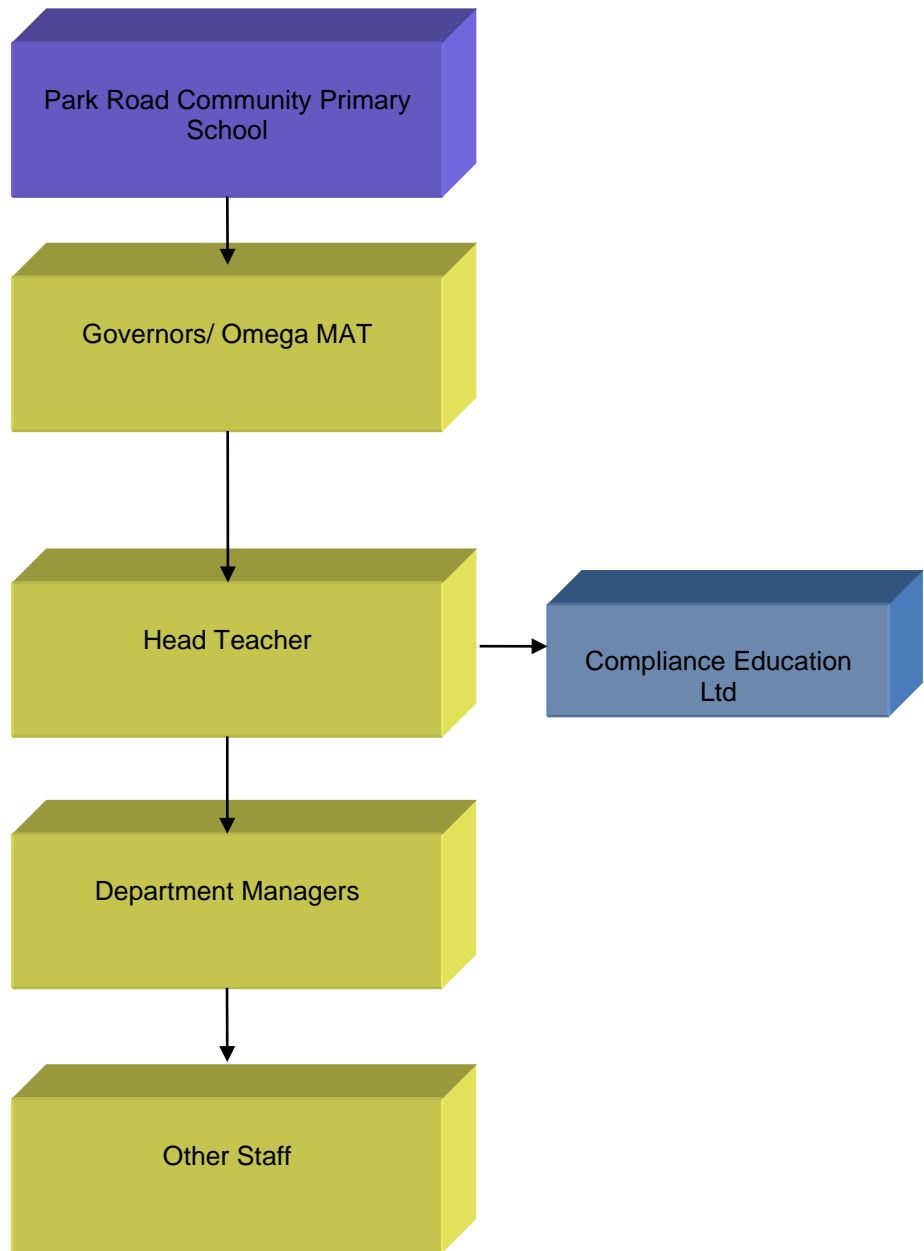 Park Road Community Primary
School
Governors/ Omega MAT
Head Teacher
Compliance Education
Ltd
Department Managers
Other Staff